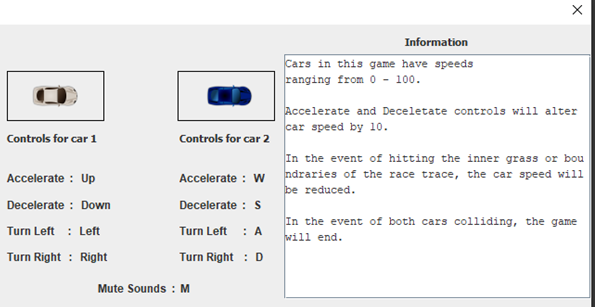 Information
Controls for car 1
Controls for car 2
Accelerate : Up
Accelerate : W
Decelerate : Down
Decelerate : S
Turn Left : Left
Turn Left : A
Turn Right : Right
Turn Right : D
Mute Sounds : M
Cars in this game have speeds
ranging from 0 - 100.
Accelerate and Deceletate controls will alter
car speed by 10.
In the event of hitting the inner grass or bou
ndraries of the race trace, the car speed will
be reduced.
In the event of both cars colliding, the game
will end.